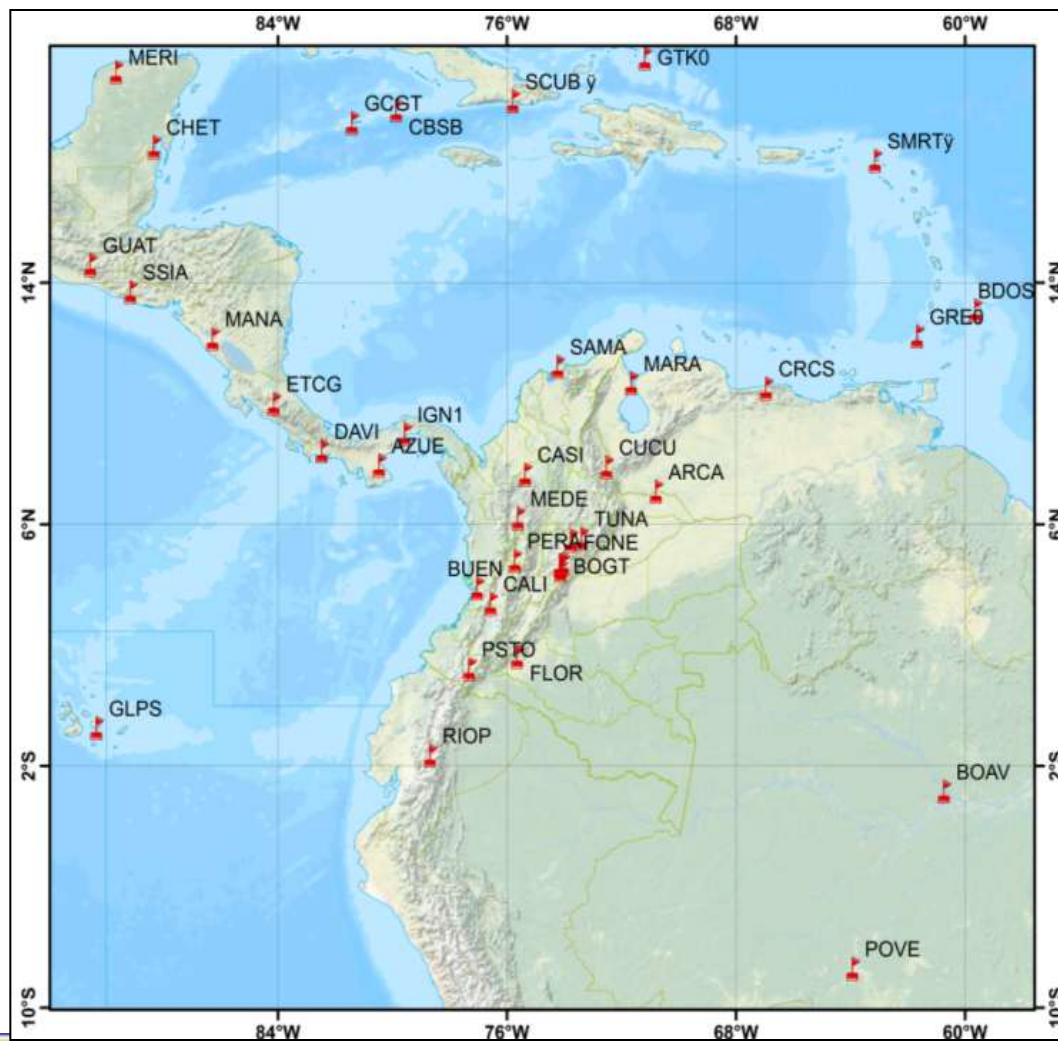 84°W 76°W 68°W 60°W
MERI
GTK0
SCUB ÿ
GCGT
CBSB
CHET
SMRTÿ
GUAT
SSIA
14°N 14°N
BDOS
MANA
GRE0
SAMA
MARA
CRCS
ETCG
IGN1
DAVI
AZUE
CASI
CUCU
ARCA
MEDE
TUNA
6°N 6°N
PERA
FQNE
BUEN
BOGT
CALI
PSTO
FLOR
GLPS
RIOP
2°S 2°S
BOAV
POVE
10°S 10°S
84°W 76°W 68°W 60°W